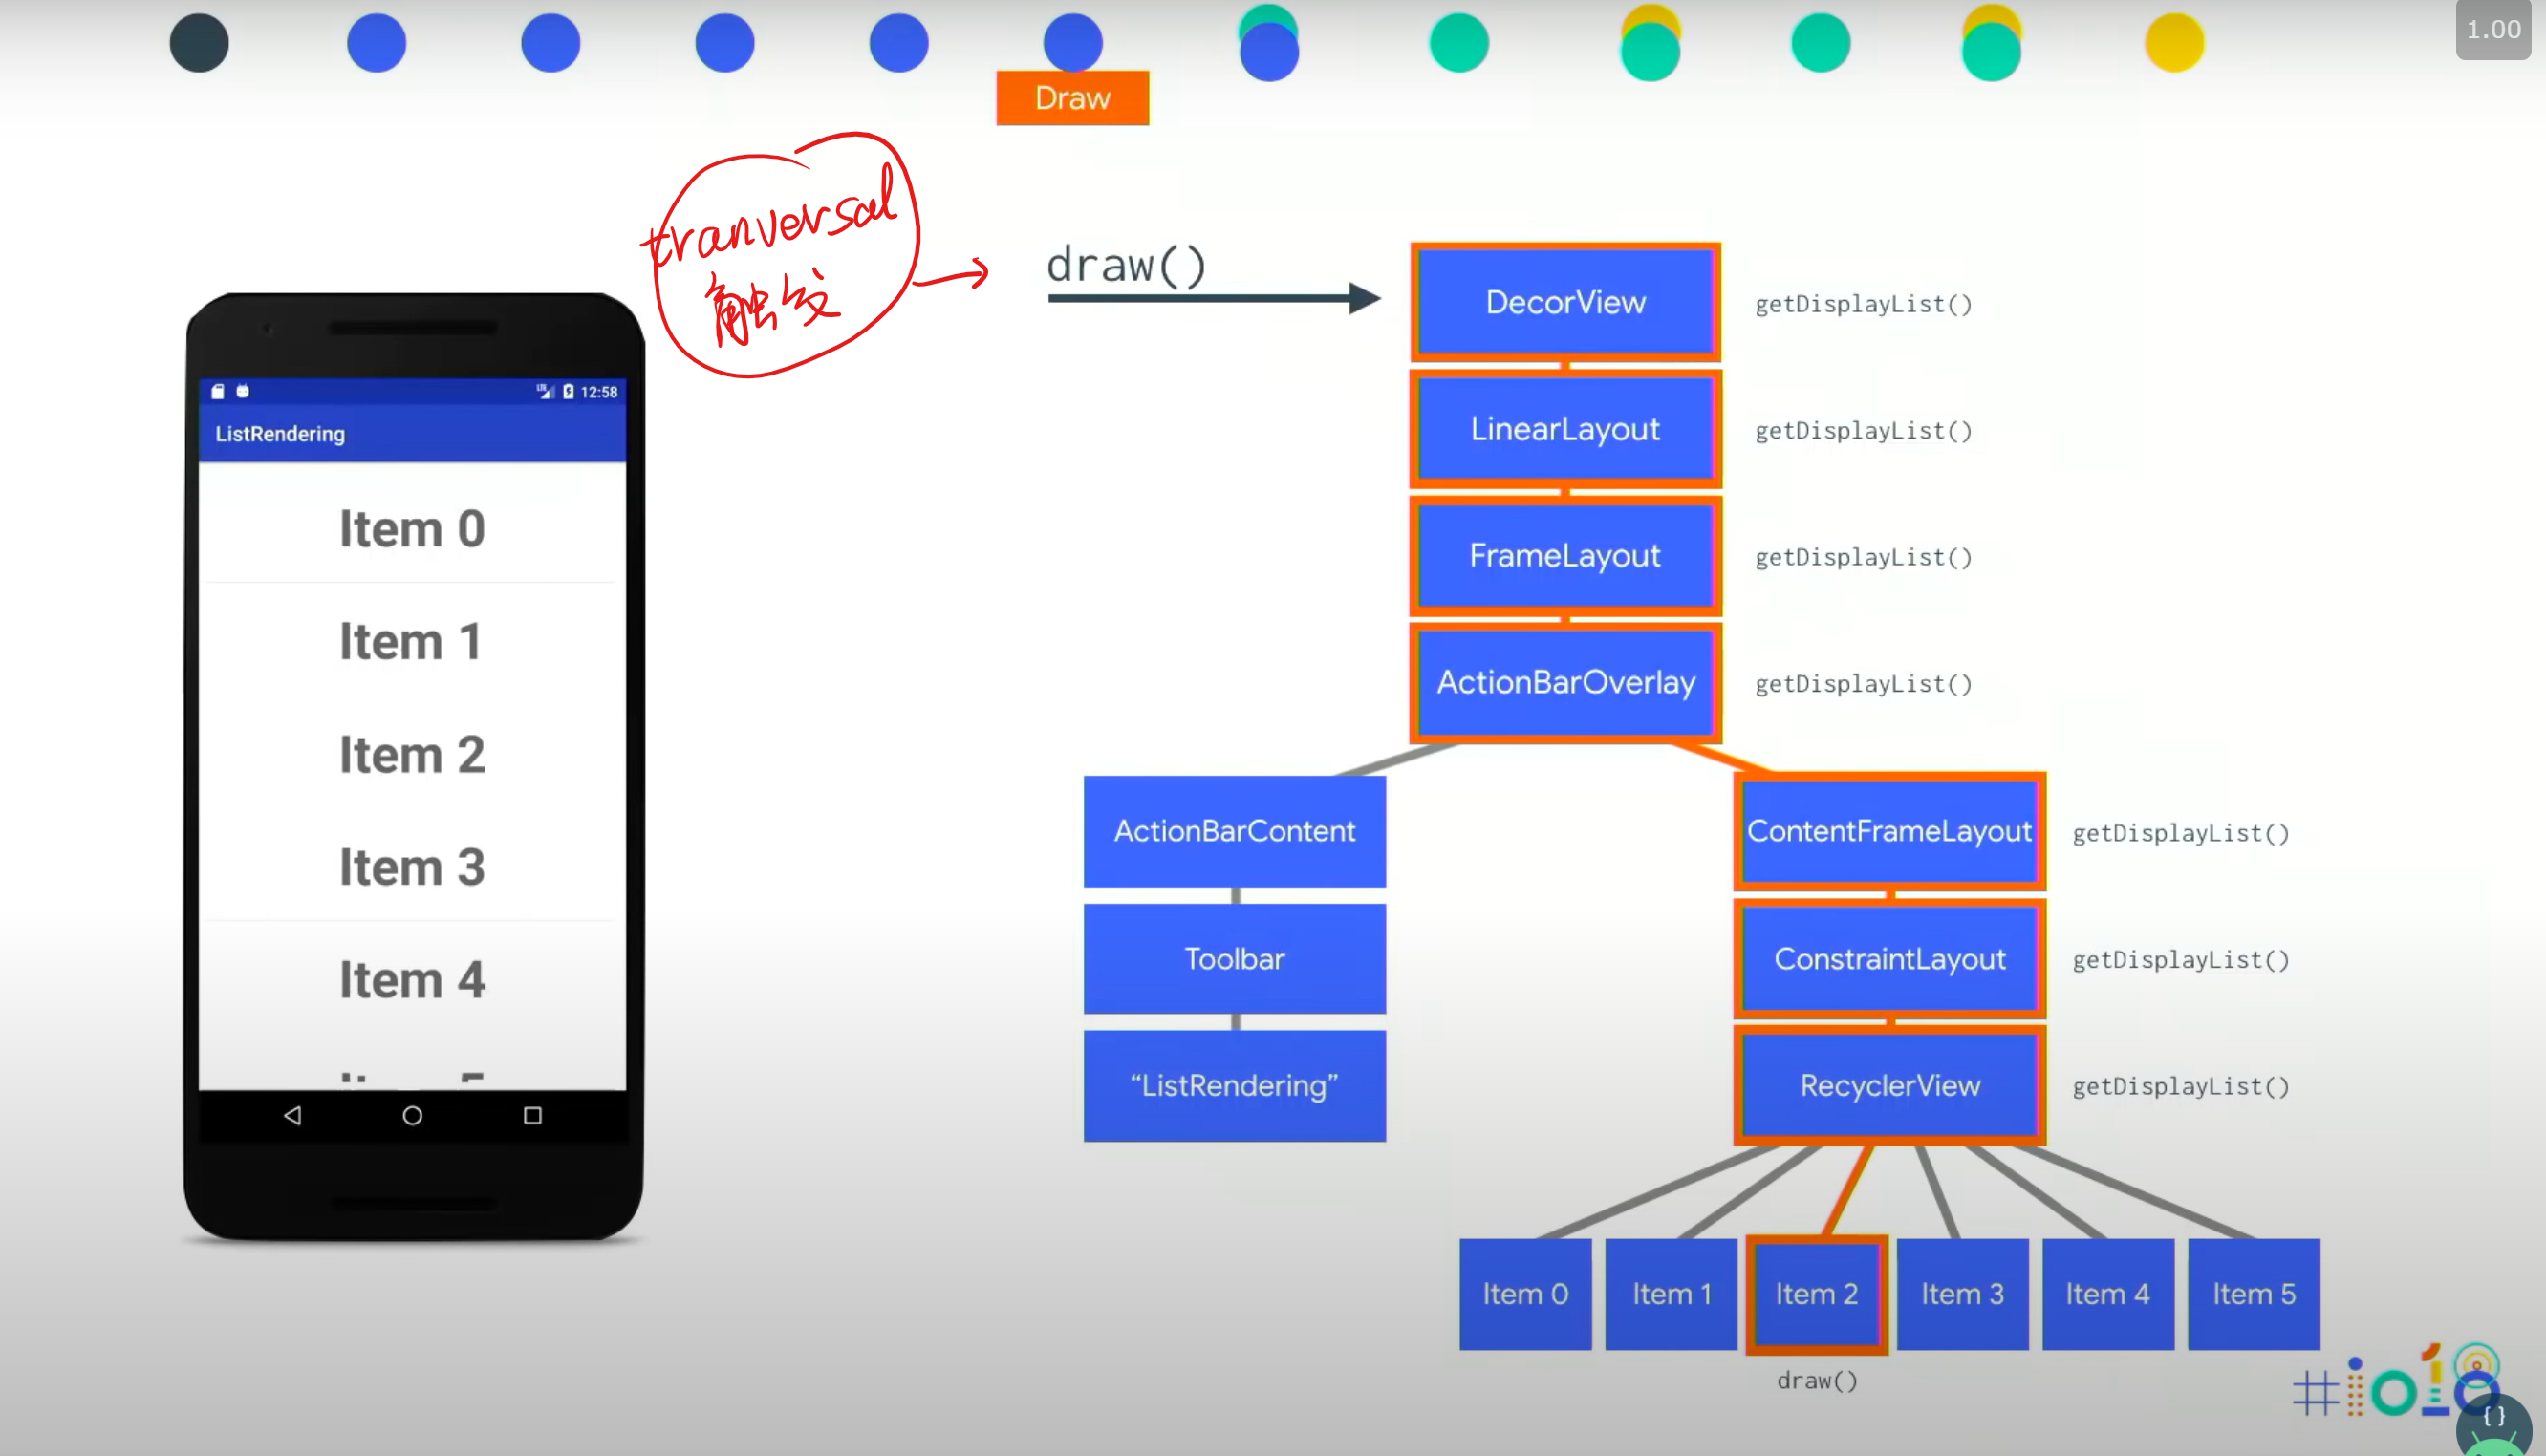 1.00
Draw
tranversal
触发
draw()
DecorView
getDisplayList()
LinearLayout
getDisplayList()
FrameLayout
getDisplayList()
ActionBarOverlay
getDisplayList()
LTE
12:58
ListRendering
Item 0
Item 1
Item 2
Item 3
Item 4
ActionBarContent
Toolbar
“ListRendering”
ContentFrameLayout
getDisplayList()
ConstraintLayout
getDisplayList()
RecyclerView
getDisplayList()
Item 0
Item 1
Item 2
Item 3
Item 4
Item 5
draw()
#io18
{ }